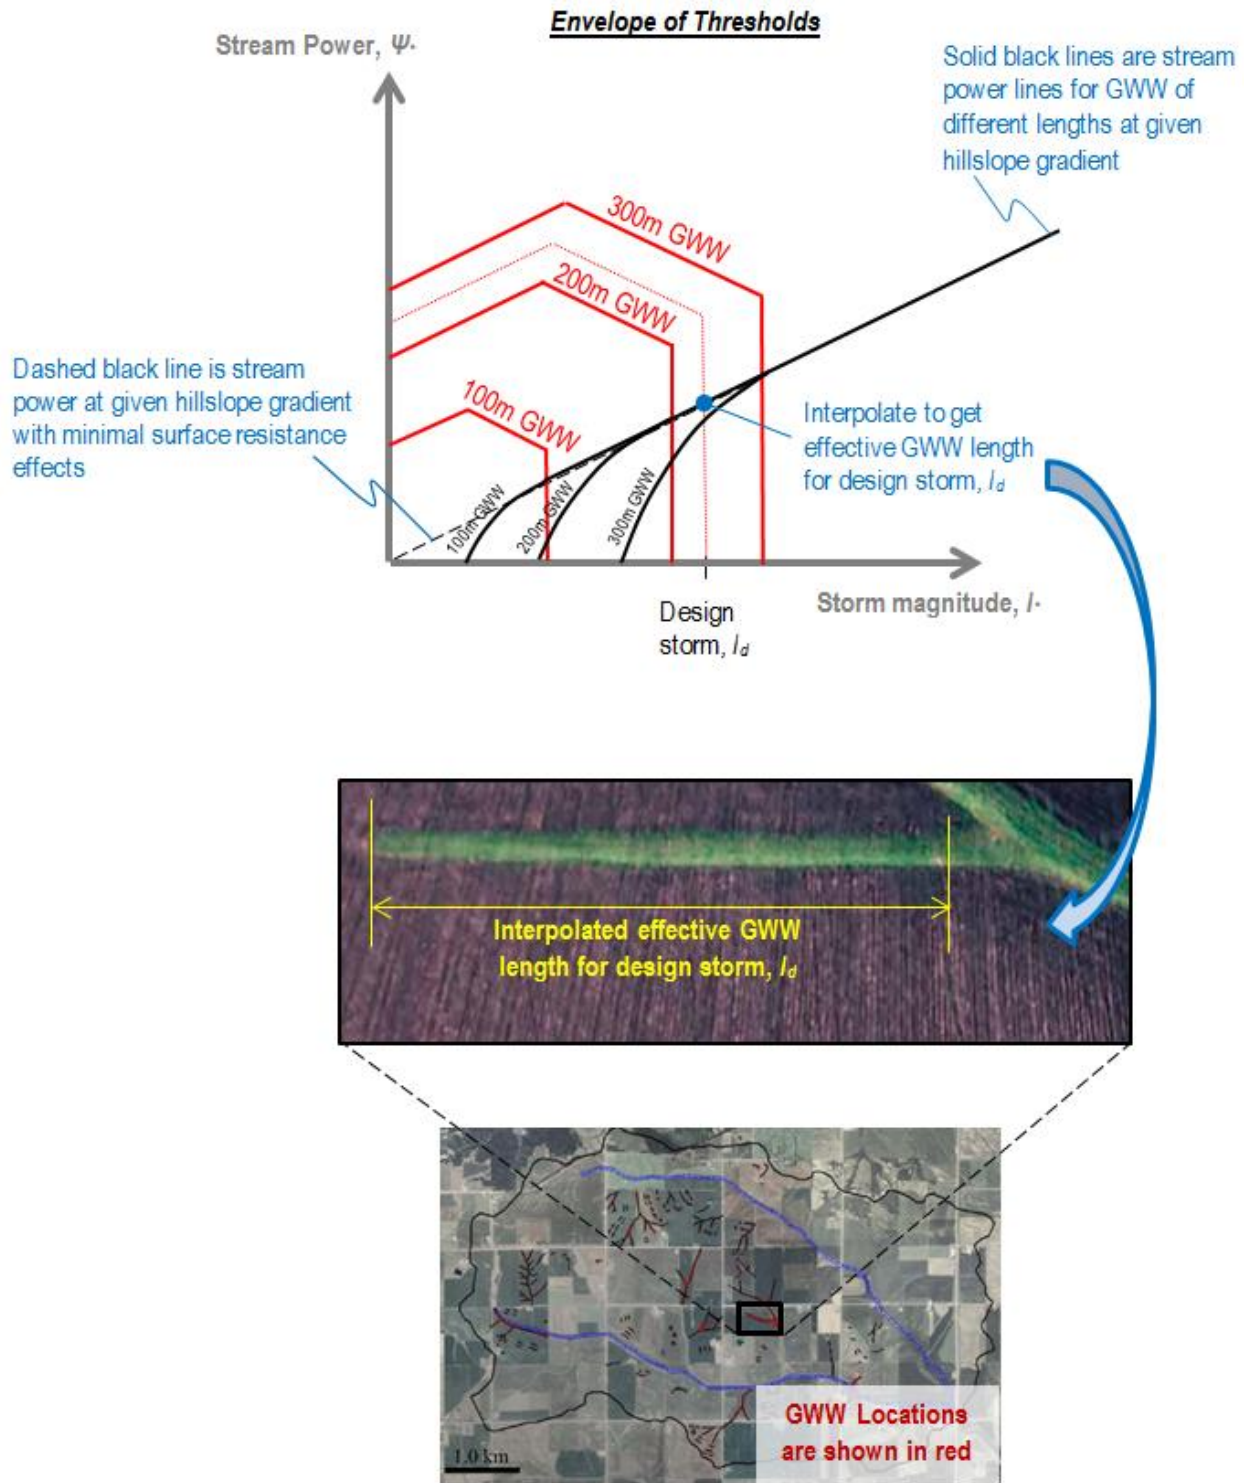 Envelope of Thresholds
Stream Power, Ψ*
Solid black lines are stream
power lines for GWW of
different lengths at given
hillslope gradient
300m GWW
200m GWW
100m GWW
Dashed black line is stream
power at given hillslope gradient
with minimal surface resistance
effects
Interpolate to get
effective GWW length
for design storm, Id
100m GWW
200m GWW
300m GWW
Storm magnitude, I*
Design
storm, Id
Interpolated effective GWW
length for design storm, Id
GWW Locations
are shown in red
1.0 km